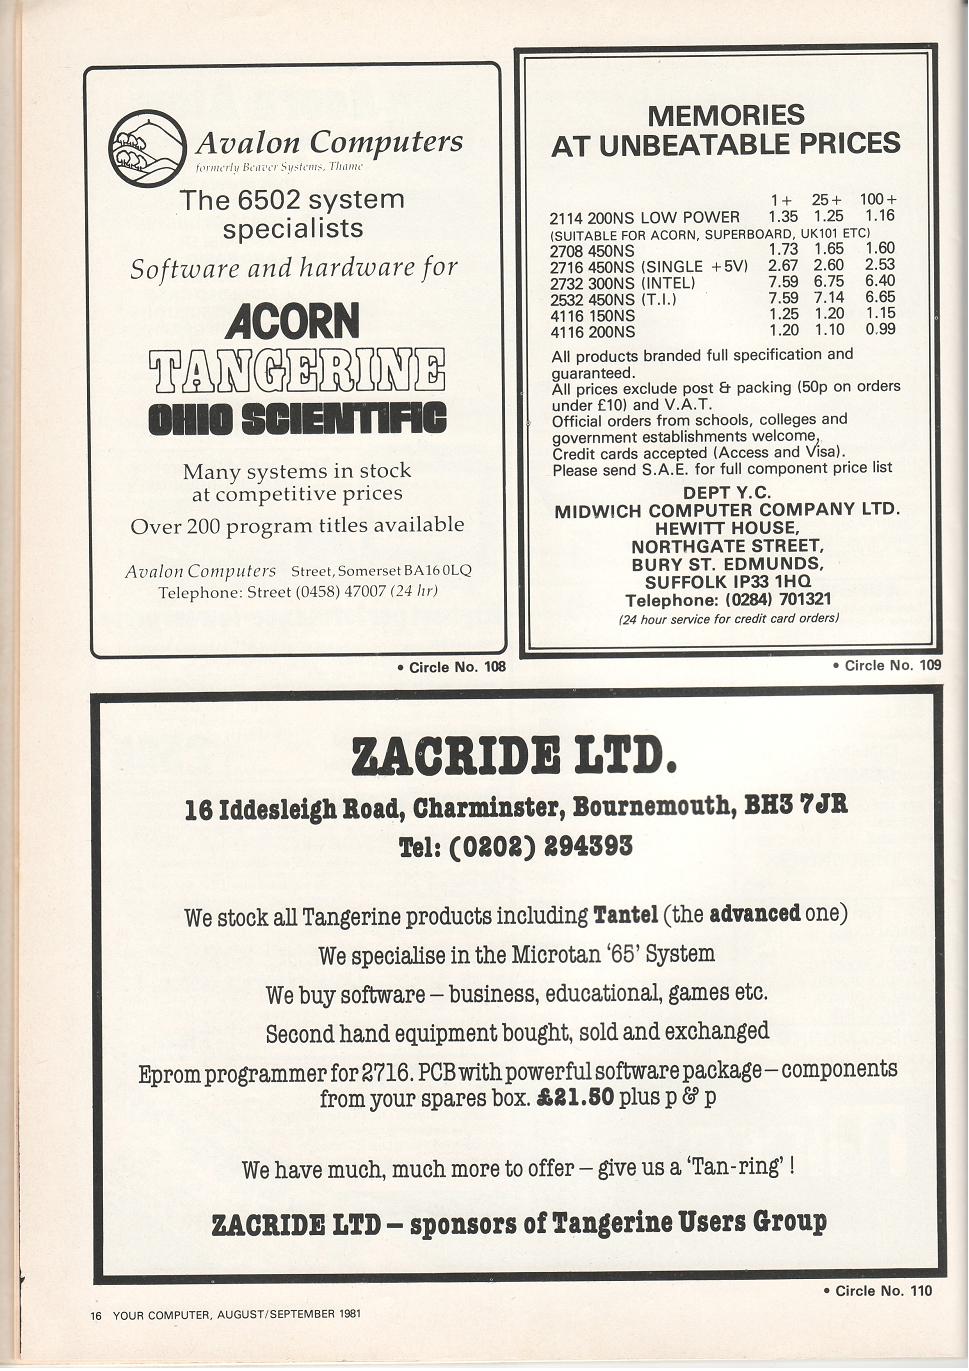 Avalon Computers
formerly Beaver Systems, Thame
The 6502 system
specialists
Software and hardware for
ACORN
TANGERINE
OHIO SCIENTIFIC
Many systems in stock
at competitive prices
Over 200 program titles available
Avalon Computers Street, Somerset BA16 0LQ
Telephone: Street (0458) 47007 (24 hr)
• Circle No. 108
MEMORIES
AT UNBEATABLE PRICES
1+ 25+ 100+
2114 200NS LOW POWER 1.35 1.25 1.16
(SUITABLE FOR ACORN, SUPERBOARD, UK101 ETC)
2708 450NS 1.73 1.65 1.60
2716 450NS (SINGLE +5V) 2.67 2.60 2.53
2732 300NS (INTEL) 7.59 6.75 6.40
2532 450NS (T.I.) 7.59 7.14 6.65
4116 150NS 1.25 1.20 1.15
4116 200NS 1.20 1.10 0.99
All products branded full specification and
guaranteed.
All prices exclude post & packing (50p on orders
under £10) and V.A.T.
Official orders from schools, colleges and
government establishments welcome,
Credit cards accepted (Access and Visa).
Please send S.A.E. for full component price list
DEPT Y.C.
MIDWICH COMPUTER COMPANY LTD.
HEWITT HOUSE,
NORTHGATE STREET,
BURY ST. EDMUNDS,
SUFFOLK IP33 1HQ
Telephone: (0284) 701321
(24 hour service for credit card orders)
• Circle No. 109
ZACRIDE LTD.
16 Iddesleigh Road, Charminster, Bournemouth, BH3 7JR
Tel: (0202) 294393
We stock all Tangerine products including Tantel (the advanced one)
We specialise in the Microtan ‘65’ System
We buy software – business, educational, games etc.
Second hand equipment bought, sold and exchanged
Eprom programmer for 2716. PCB with powerful software package – components
from your spares box. £21.50 plus p & p
We have much, much more to offer – give us a ‘Tan-ring’ !
ZACRIDE LTD – sponsors of Tangerine Users Group
• Circle No. 110
16 YOUR COMPUTER, AUGUST/SEPTEMBER 1981